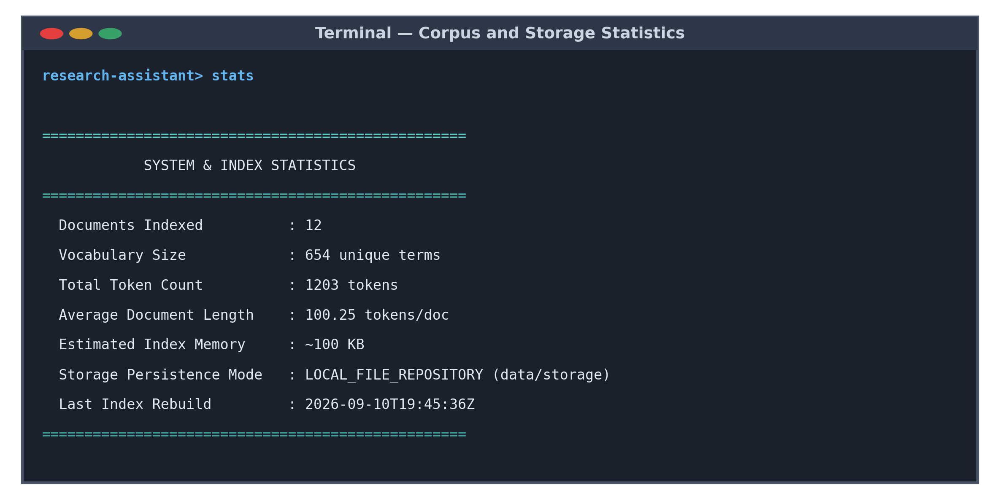 Terminal — Corpus and Storage Statistics
research-assistant> stats
==================================================
SYSTEM & INDEX STATISTICS
==================================================
Documents Indexed : 12
Vocabulary Size : 654 unique terms
Total Token Count : 1203 tokens
Average Document Length : 100.25 tokens/doc
Estimated Index Memory : ~100 KB
Storage Persistence Mode : LOCAL_FILE_REPOSITORY (data/storage)
Last Index Rebuild : 2026-09-10T19:45:36Z
==================================================